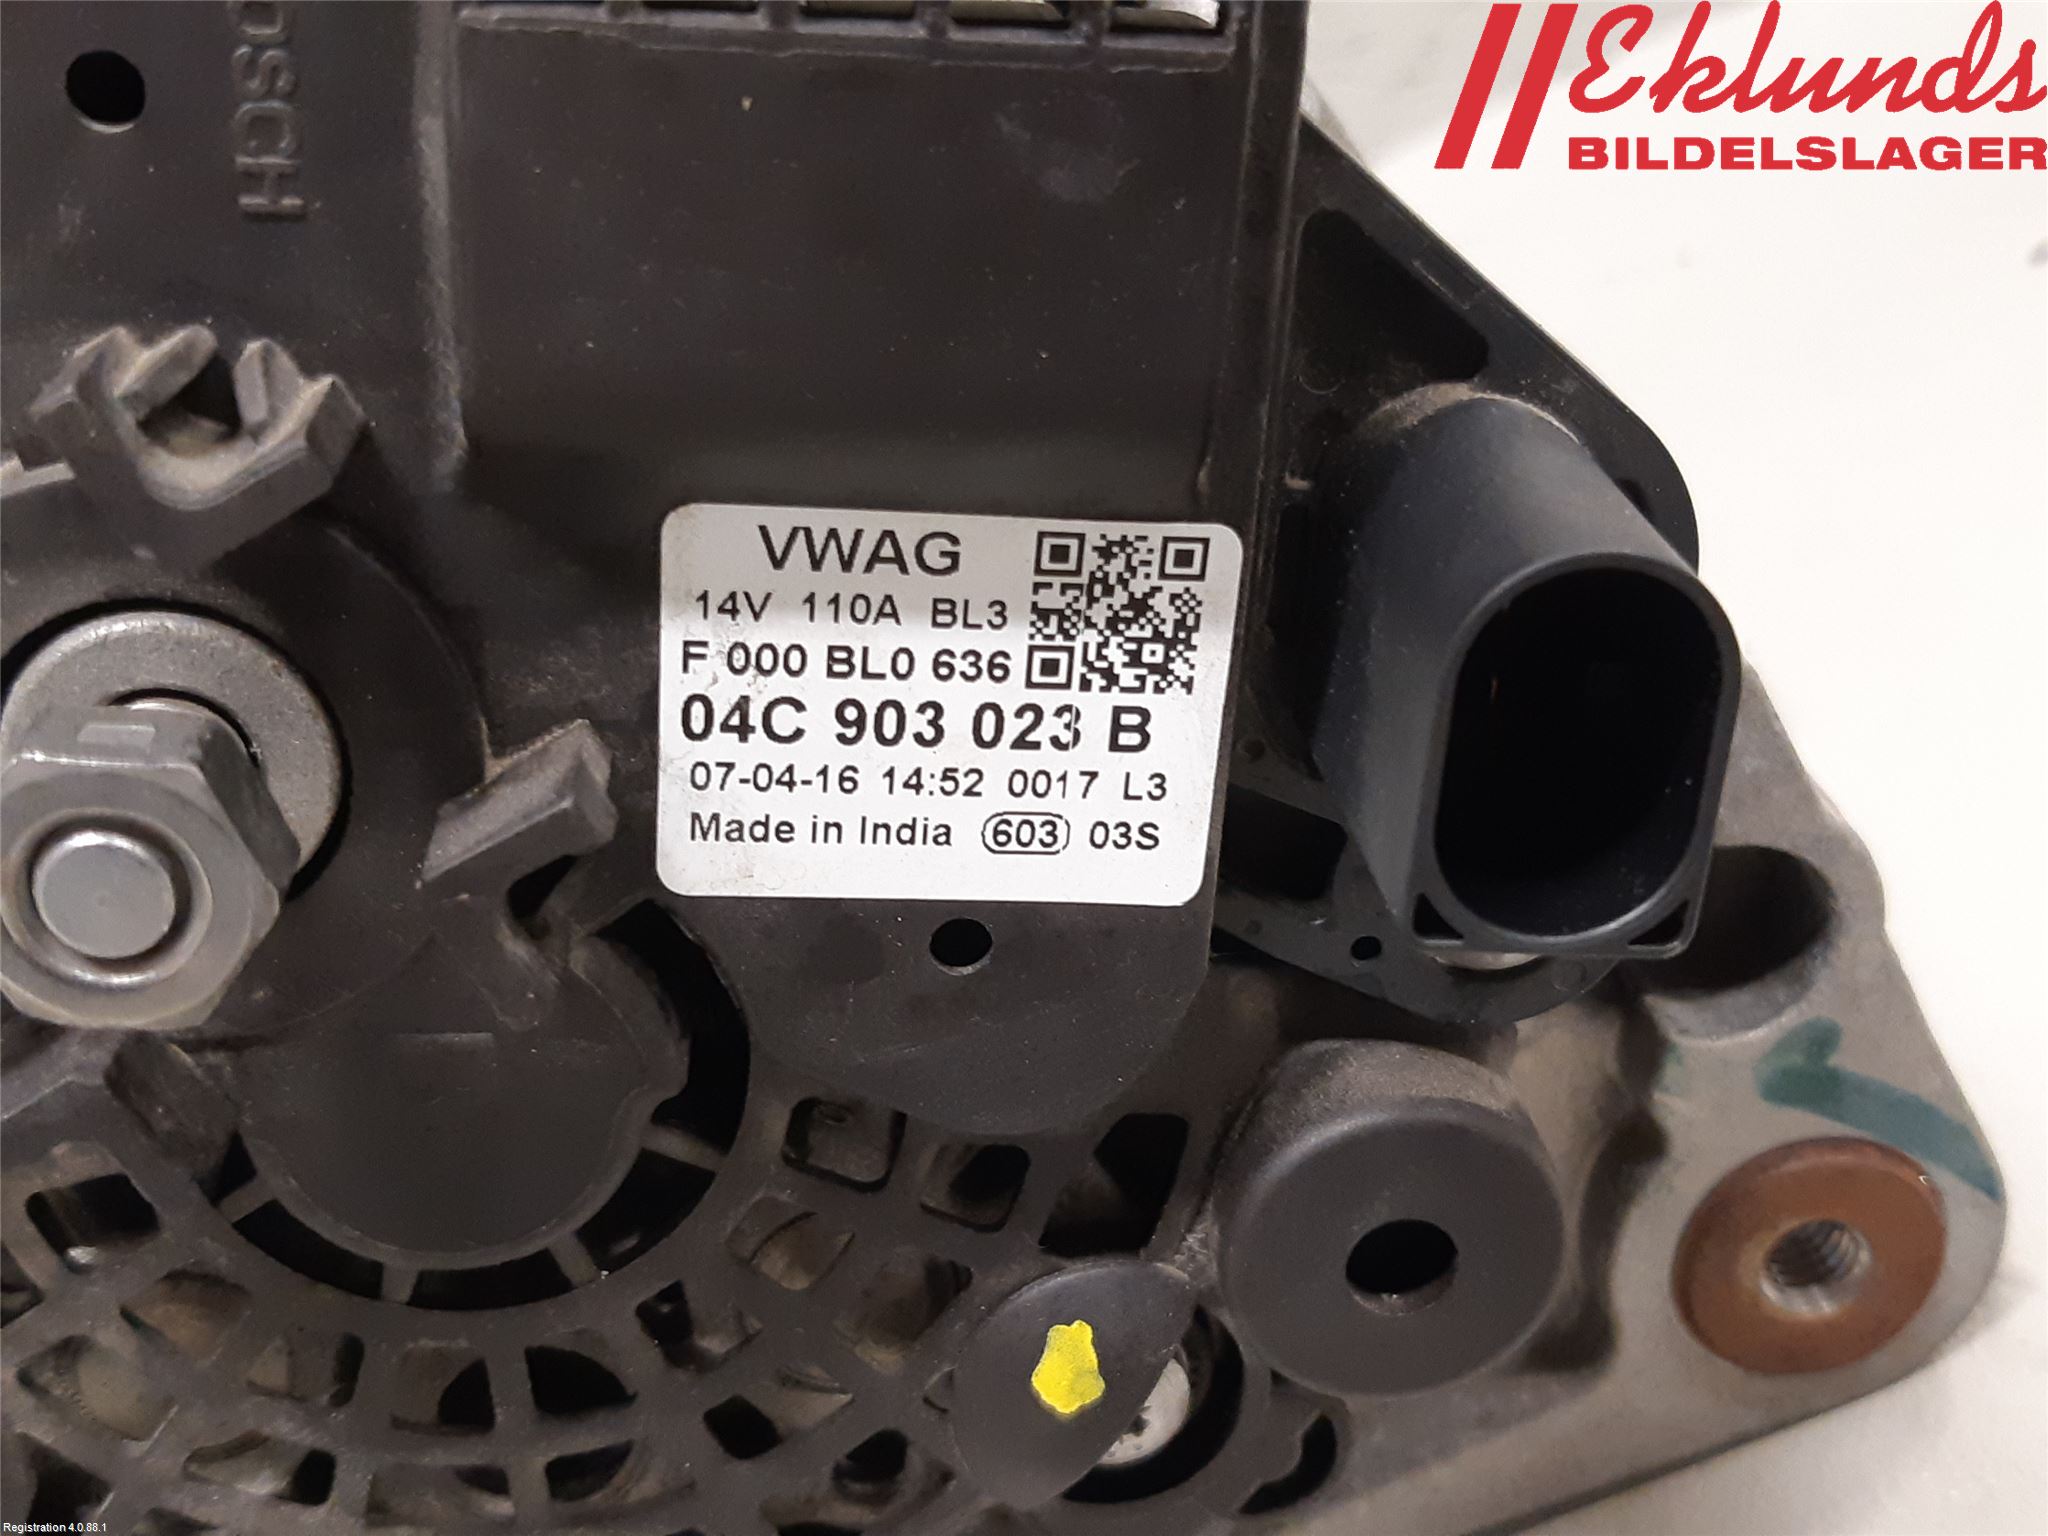 OSCH
Eklunds
BILDELSLAGER
VWAG
14V 110A BL3
F 000 BL0 636
04C 903 023 B
07-04-16 14:52 0017 L3
Made in India 603 03S
Registration 4.0.88.1